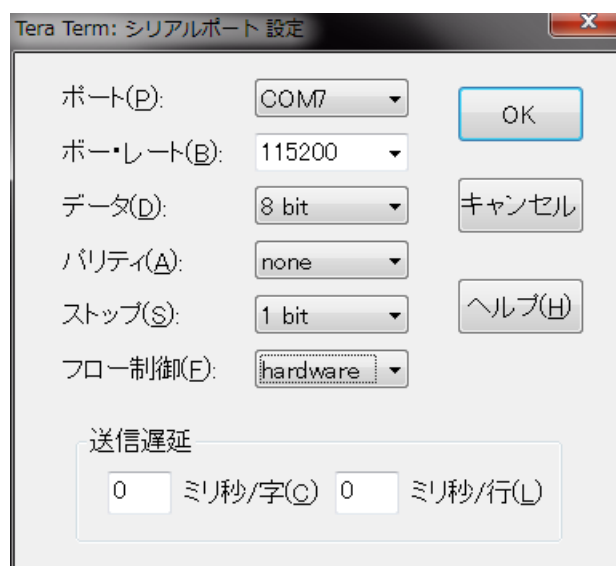 Tera Term: シリアルポート 設定
ポート(P): COM7 OK
ボー・レート(B): 115200
データ(D): 8 bit キャンセル
パリティ(A): none
ストップ(S): 1 bit ヘルプ(H)
フロー制御(F): hardware
送信遅延
0 ミリ秒/字(C) 0 ミリ秒/行(L)